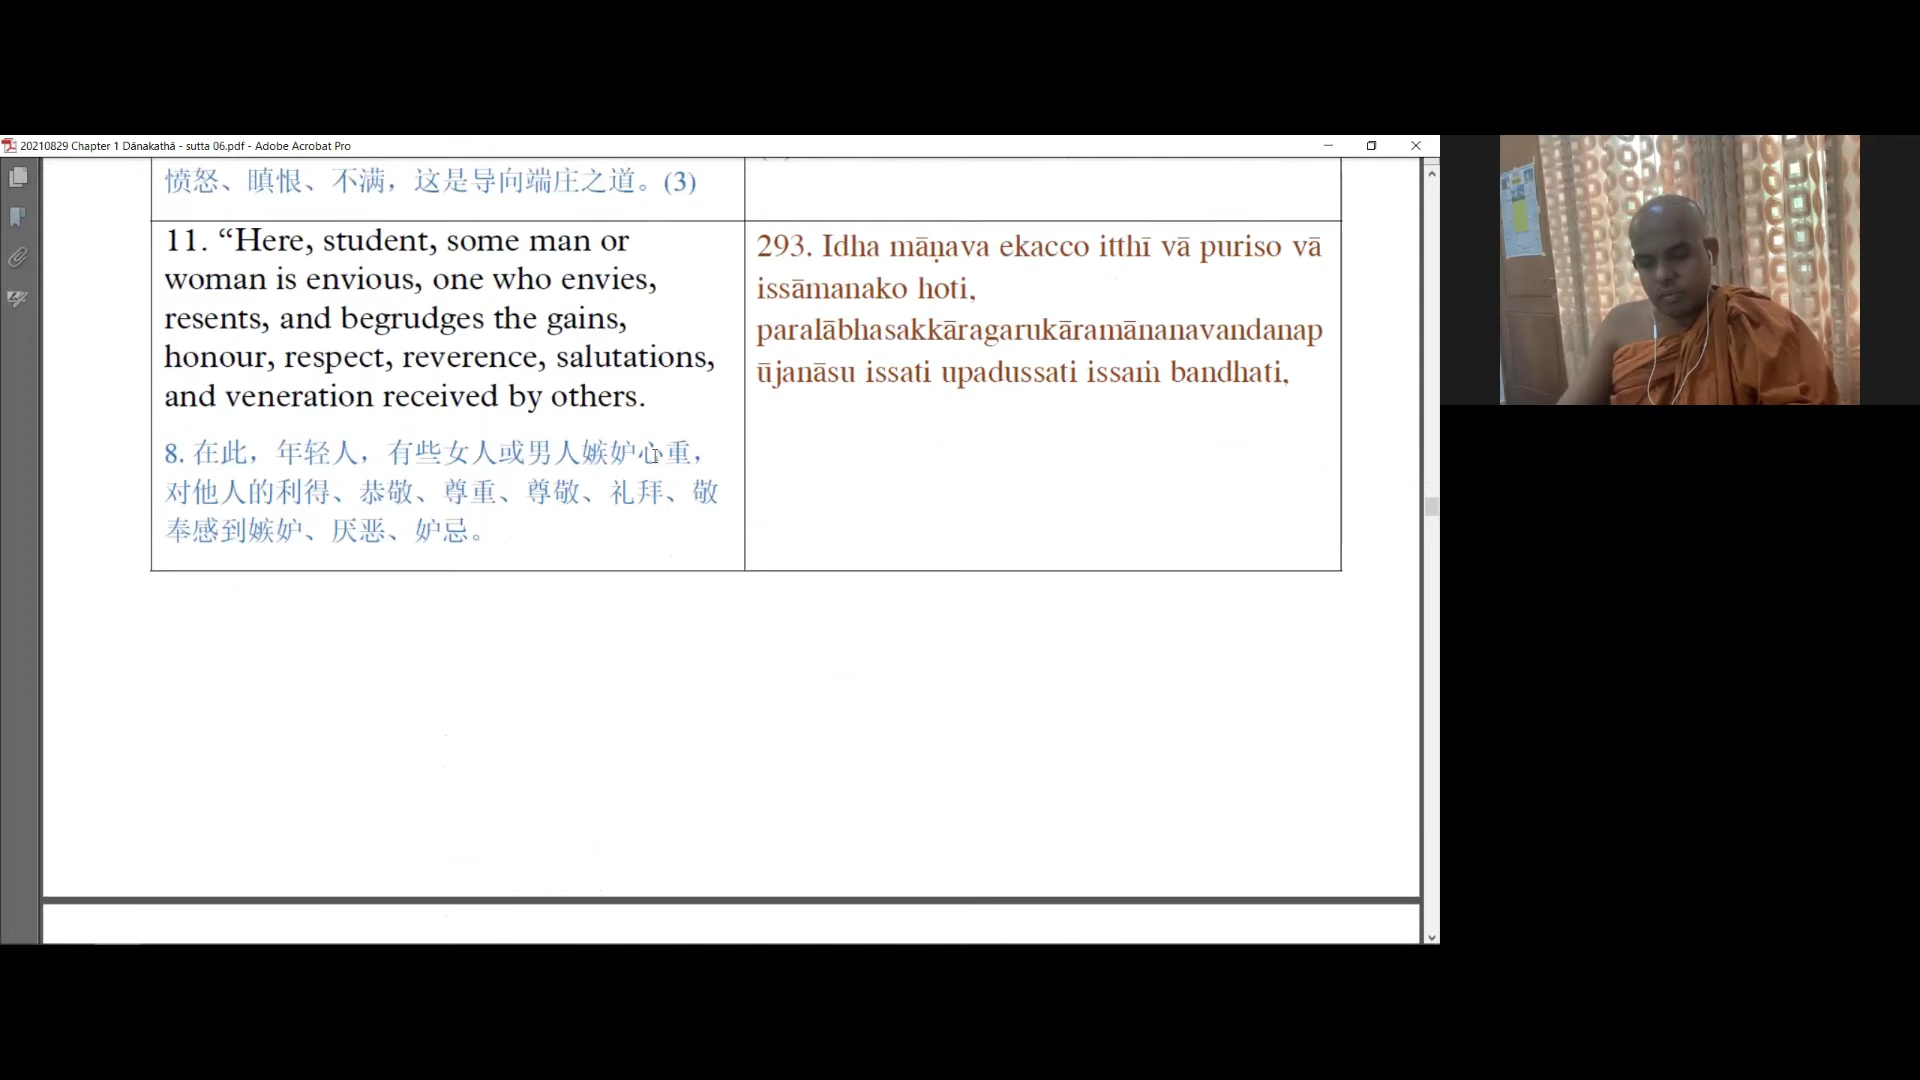 20210829 Chapter 1 Dānakathā - sutta 06.pdf - Adobe Acrobat Pro
愤怒、瞋恨、不满，这是导向端庄之道。(3)
11. “Here, student, some man or
woman is envious, one who envies,
resents, and begrudges the gains,
honour, respect, reverence, salutations,
and veneration received by others.
8. 在此，年轻人，有些女人或男人嫉妒心重，
对他人的利得、恭敬、尊重、尊敬、礼拜、敬
奉感到嫉妒、厌恶、妒忌。
293. Idha māṇava ekacco itthī vā puriso vā
issāmanako hoti,
paralābhasakkāragarukāramānanavandanap
ūjanāsu issati upadussati issaṁ bandhati,